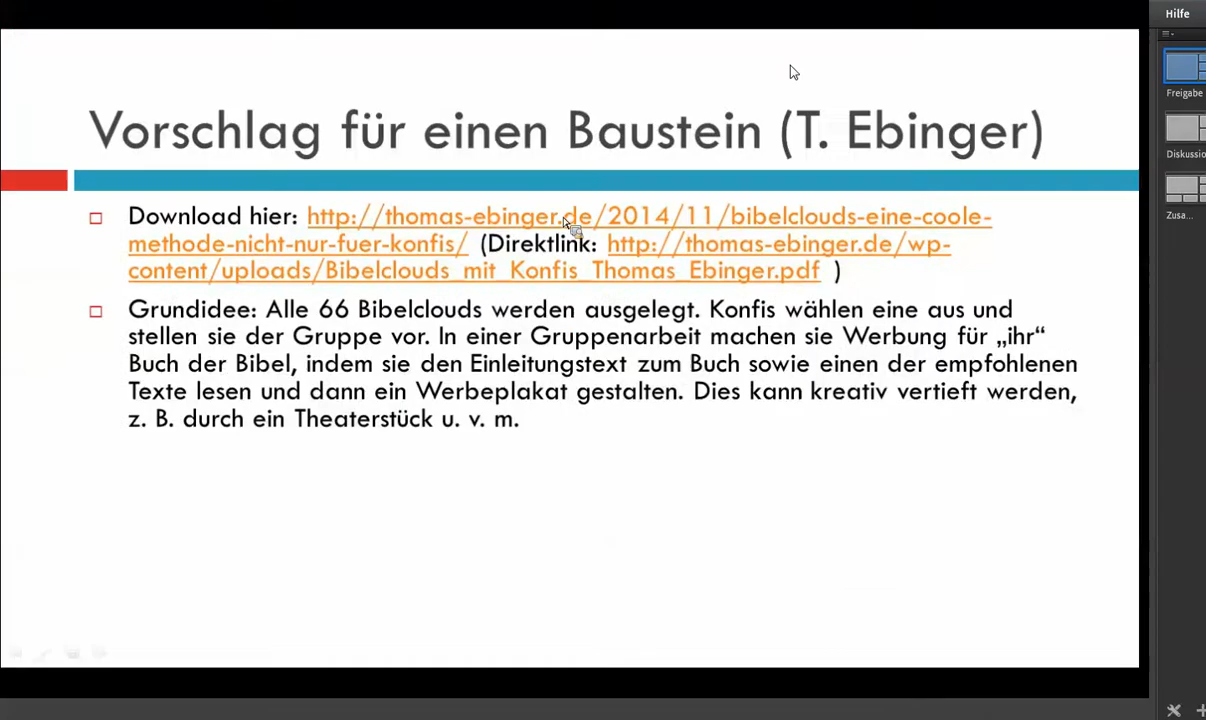 Hilfe
Vorschlag für einen Baustein (T. Ebinger)
Freigabe
Download hier: http://thomas-ebinger.de/2014/11/bibelclouds-eine-coole-
methode-nicht-nur-fuer-konfis/ (Direktlink: http://thomas-ebinger.de/wp-
content/uploads/Bibelclouds_mit_Konfis_Thomas_Ebinger.pdf )
Grundidee: Alle 66 Bibelclouds werden ausgelegt. Konfis wählen eine aus und
stellen sie der Gruppe vor. In einer Gruppenarbeit machen sie Werbung für „ihr“
Buch der Bibel, indem sie den Einleitungstext zum Buch sowie einen der empfohlenen
Texte lesen und dann ein Werbeplakat gestalten. Dies kann kreativ vertieft werden,
z. B. durch ein Theaterstück u. v. m.
Diskussio
Zusa...